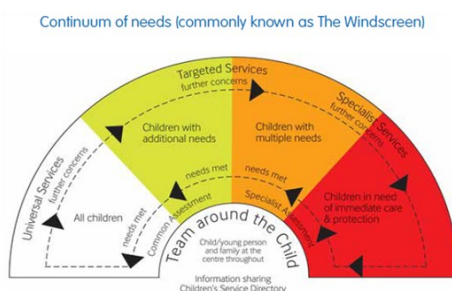 Continuum of needs (commonly known as The Windscreen)
Targeted Services
further concerns
Specialist Services
further concerns
Universal Services
further concerns
Children with
additional needs
Children with
multiple needs
All children
needs met
needs met
needs met
Common Assessment
Specialist Assessment
Children in need
of immediate care
& protection
Team around the Child
Child/young person
and family at the
centre throughout
Information sharing
Children's Service Directory